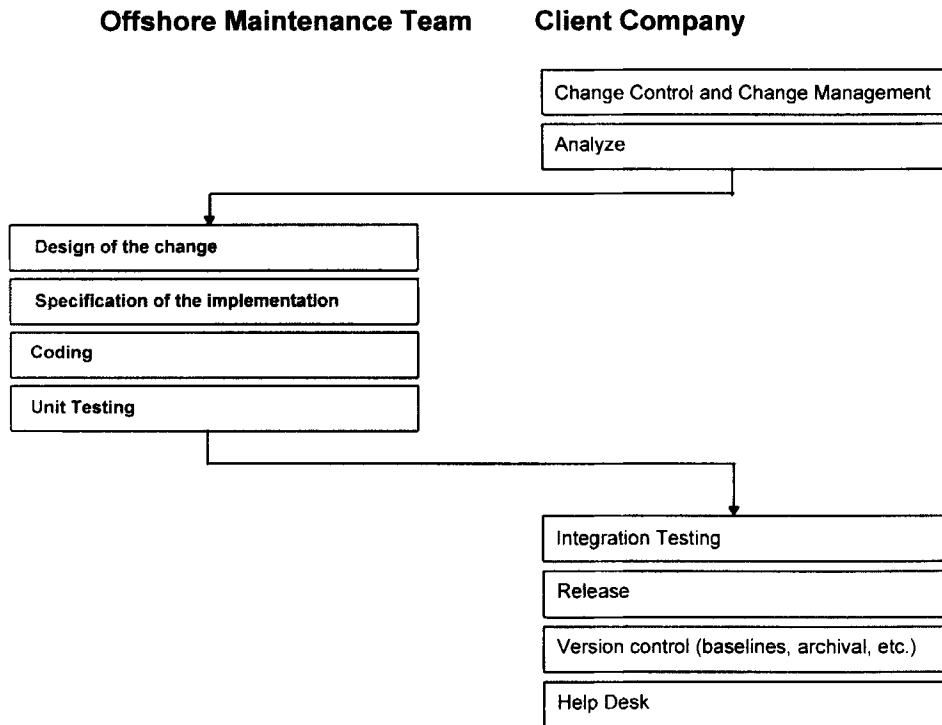 Offshore Maintenance Team Client Company
Change Control and Change Management
Analyze
Design of the change
Specification of the implementation
Coding
Unit Testing
Integration Testing
Release
Version control (baselines, archival, etc.)
Help Desk